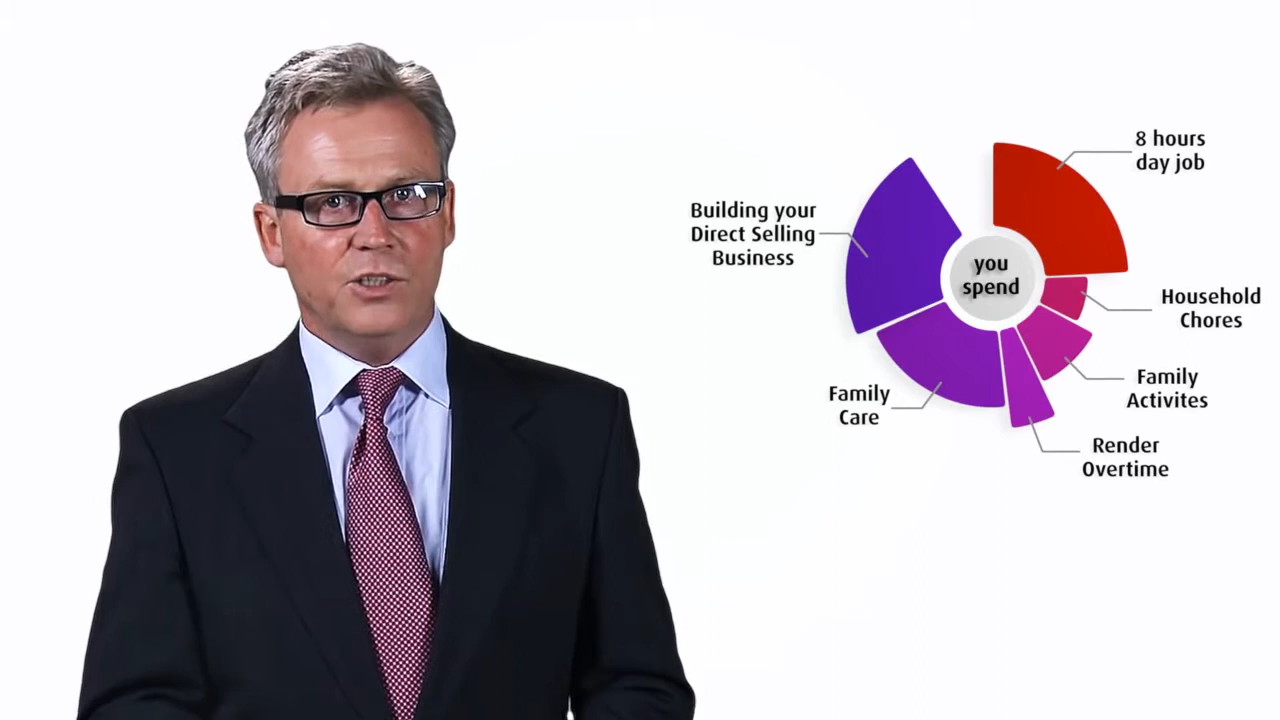 8 hours
day job
Building your
Direct Selling
Business
you
spend
Household
Chores
Family
Activites
Family
Care
Render
Overtime